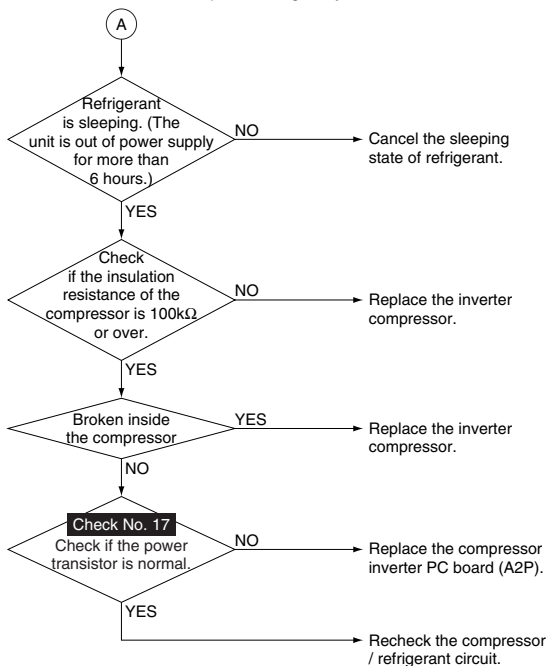 A
Refrigerant
is sleeping. (The
unit is out of power supply
for more than
6 hours.)
NO
Cancel the sleeping
state of refrigerant.
YES
Check
if the insulation
resistance of the
compressor is 100kΩ
or over.
NO
Replace the inverter
compressor.
YES
Broken inside
the compressor
YES
Replace the inverter
compressor.
NO
Check No. 17
Check if the power
transistor is normal.
NO
Replace the compressor
inverter PC board (A2P).
YES
Recheck the compressor
/ refrigerant circuit.